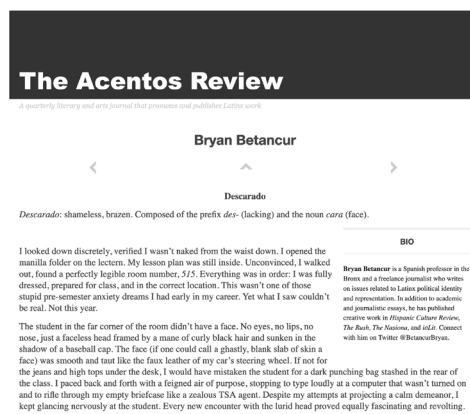 The Acentos Review
A quarterly literary and arts journal that promotes and publishes Latinx work
Bryan Betancur
Descarado
Descarado: shameless, brazen. Composed of the prefix des- (lacking) and the noun cara (face).
I looked down discretely, verified I wasn't naked from the waist down. I opened the
manilla folder on the lectern. My lesson plan was still inside. Unconvinced, I walked
out, found a perfectly legible room number, 515. Everything was in order: I was fully
dressed, prepared for class, and in the correct location. This wasn't one of those
stupid pre-semester anxiety dreams I had early in my career. Yet what I saw couldn't
be real. Not this year.
The student in the far corner of the room didn't have a face. No eyes, no lips, no
nose, just a faceless head framed by a mane of curly black hair and sunken in the
shadow of a baseball cap. The face (if one could call a ghastly, blank slab of skin a
face) was smooth and taut like the faux leather of my car's steering wheel. If not for
the jeans and high tops under the desk, I would have mistaken the student for a dark punching bag stashed in the rear of
the class. I paced back and forth with a feigned air of purpose, stopping to type loudly at a computer that wasn't turned on
and to rifle through my empty briefcase like a zealous TSA agent. Despite my attempts at projecting a calm demeanor, I
kept glancing nervously at the student. Every new encounter with the lurid head proved equally fascinating and revolting.
BIO
Bryan Betancur is a Spanish professor in the
Bronx and a freelance journalist who writes
on issues related to Latinx political identity
and representation. In addition to academic
and journalistic essays, he has published
creative work in Hispanic Culture Review,
The Rush, The Nasiona, and inLit. Connect
with him on Twitter @BetancurBryan.